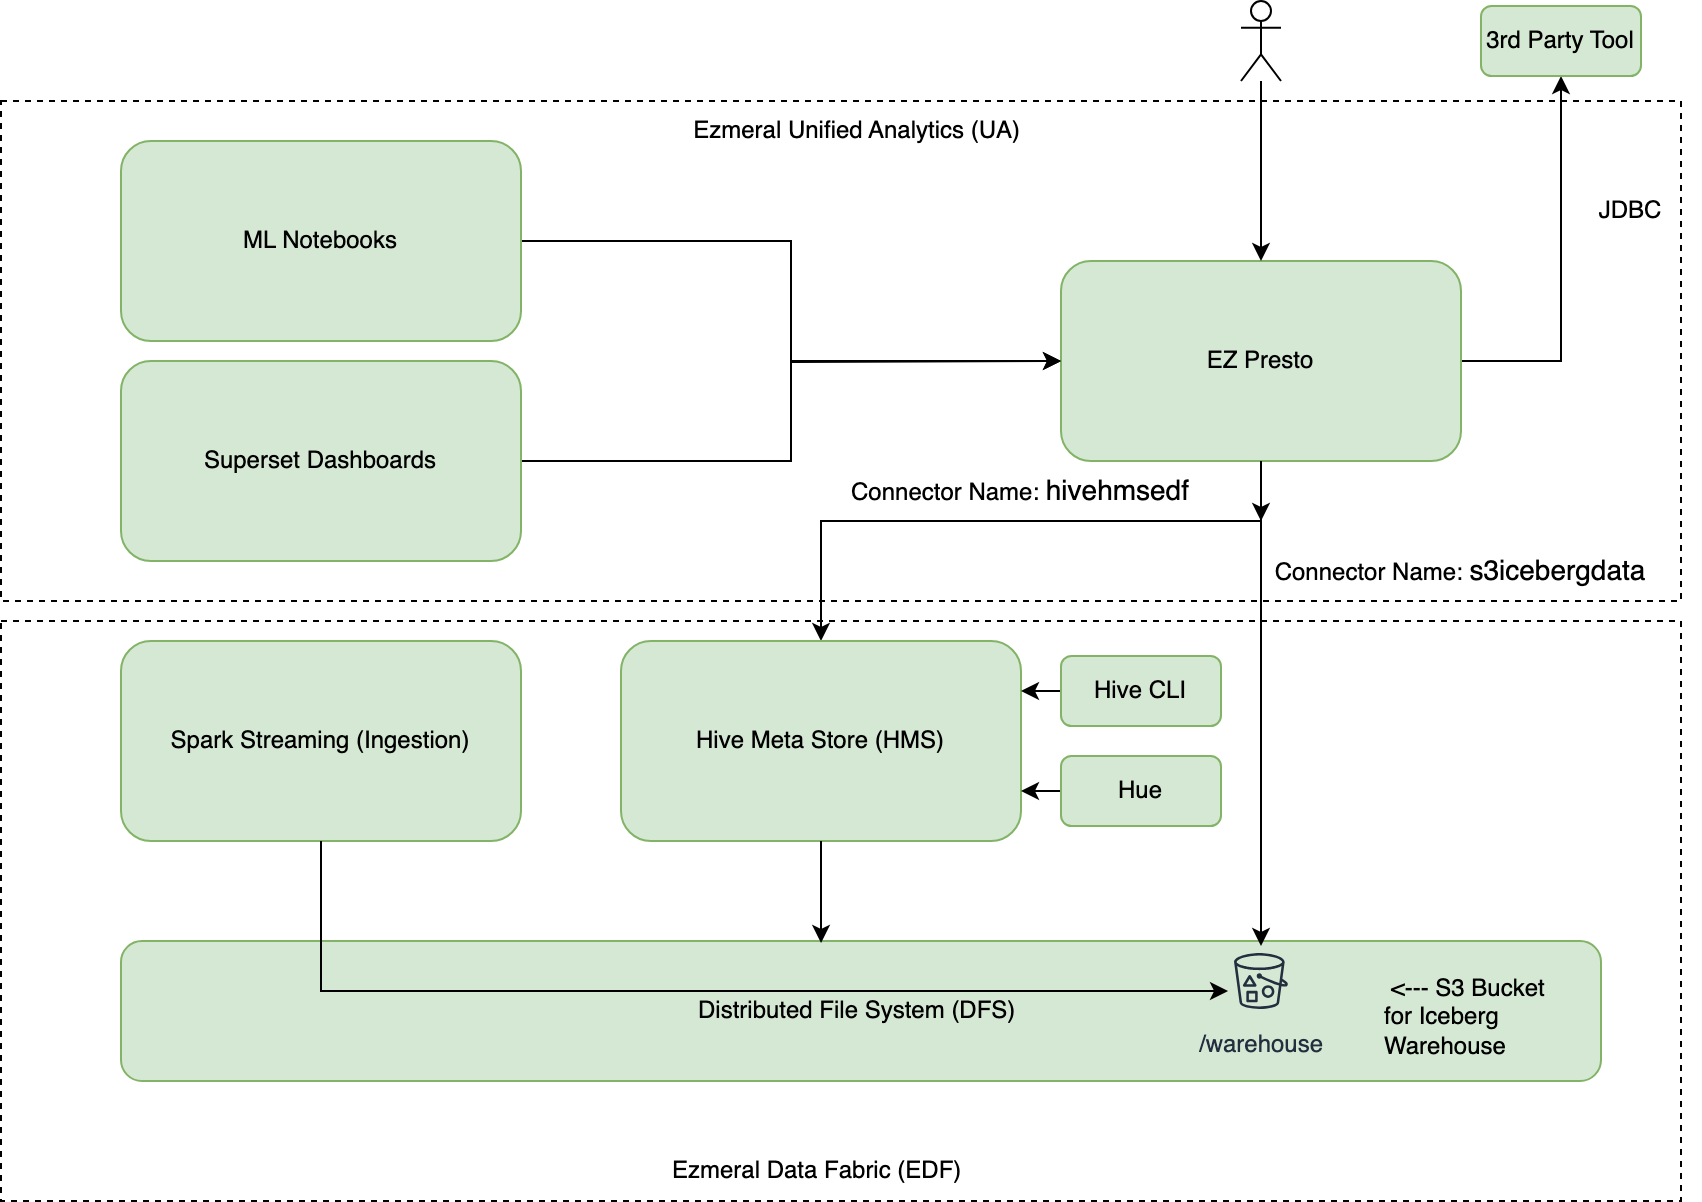 3rd Party Tool
Ezmeral Unified Analytics (UA)
JDBC
ML Notebooks
EZ Presto
Superset Dashboards
Connector Name: hivehmsedf
Connector Name: s3icebergdata
Spark Streaming (Ingestion)
Hive Meta Store (HMS)
Hive CLI
Hue
Distributed File System (DFS)
/warehouse
<--- S3 Bucket
for Iceberg
Warehouse
Ezmeral Data Fabric (EDF)